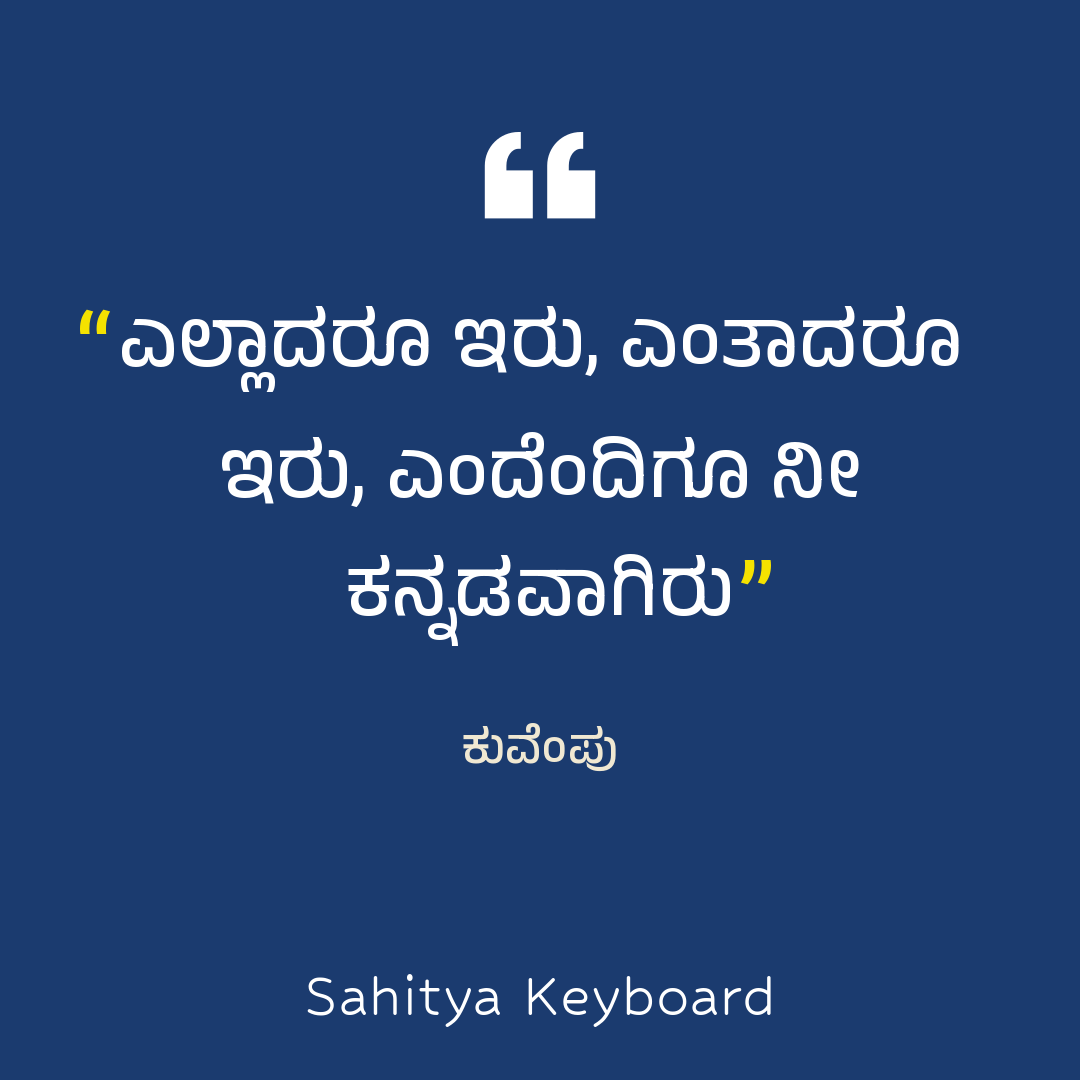 “
“ಎಲ್ಲಾದರೂ ಇರು, ಎಂತಾದರೂ
ಇರು, ಎಂದೆಂದಿಗೂ ನೀ
ಕನ್ನಡವಾಗಿರು”
ಕುವೆಂಪು
Sahitya Keyboard